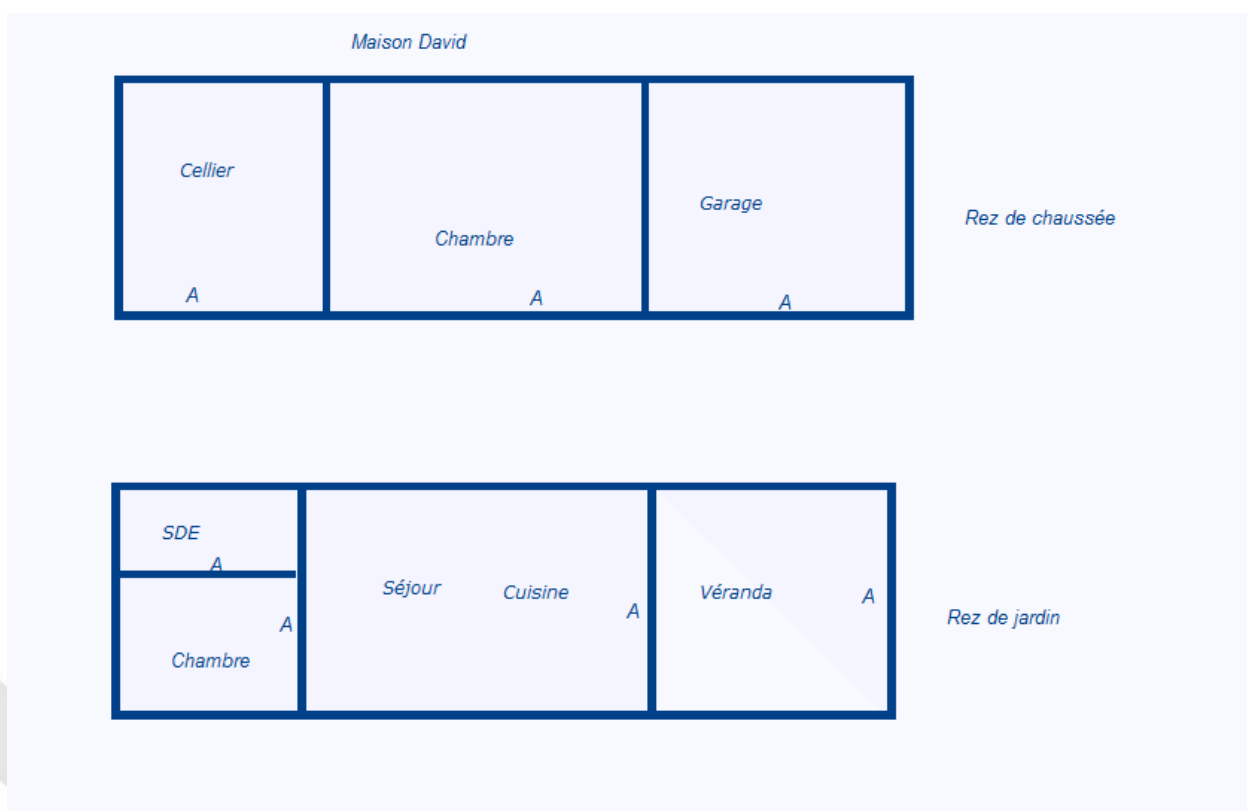 Maison David
Cellier
Garage
Rez de chaussée
Chambre
A
A
A
SDE
A
Séjour
Cuisine
Véranda
A
A
A
Rez de jardin
Chambre